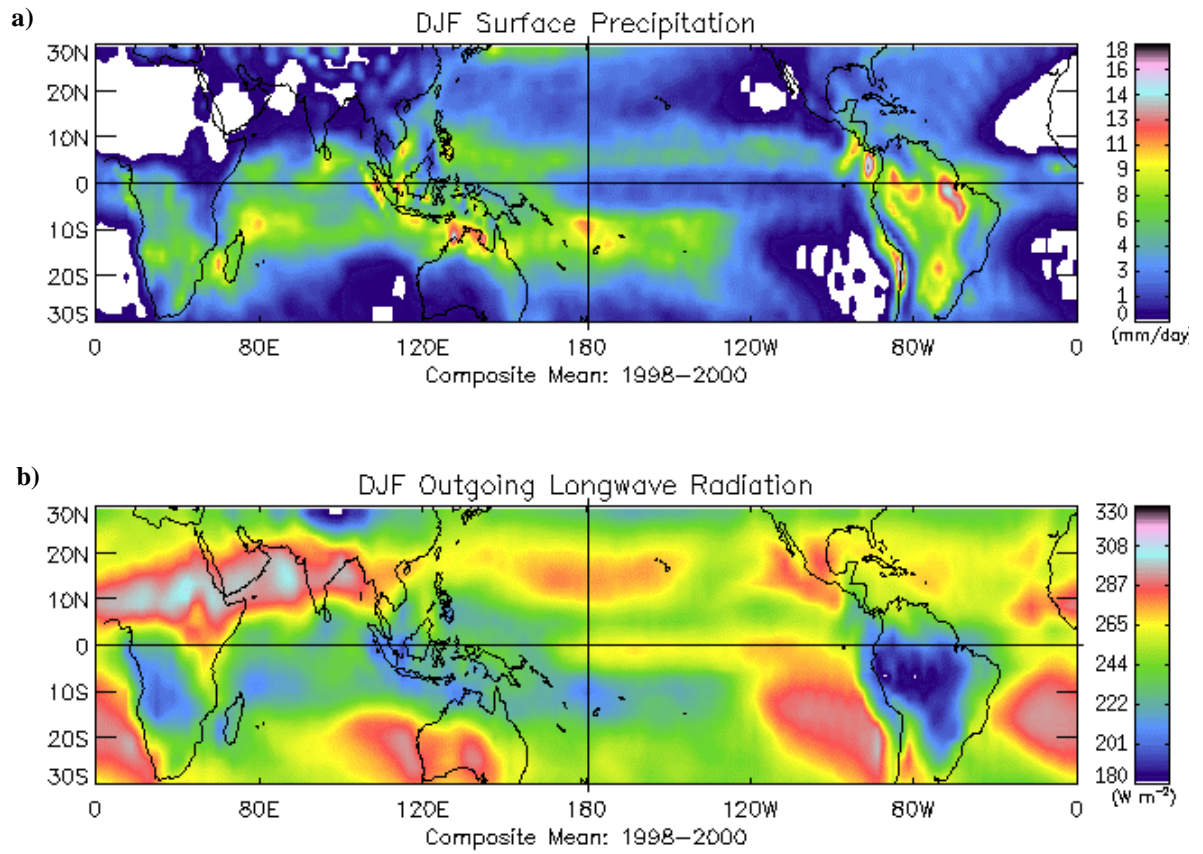 a)
DJF Surface Precipitation
30N
20N
10N
0
10S
20S
30S
0
80E
120E
180
120W
80W
0
Composite Mean: 1998-2000
18
16
14
13
11
9
8
6
4
3
1
0
(mm/day)
b)
DJF Outgoing Longwave Radiation
30N
20N
10N
0
10S
20S
30S
0
80E
120E
180
120W
80W
0
Composite Mean: 1998-2000
330
308
287
265
244
222
201
180
(W m⁻²)